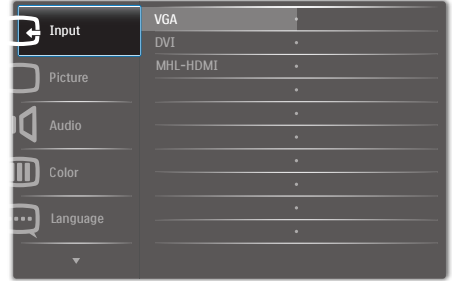 Input
Picture
Audio
Color
Language
VGA
DVI
MHL-HDMI